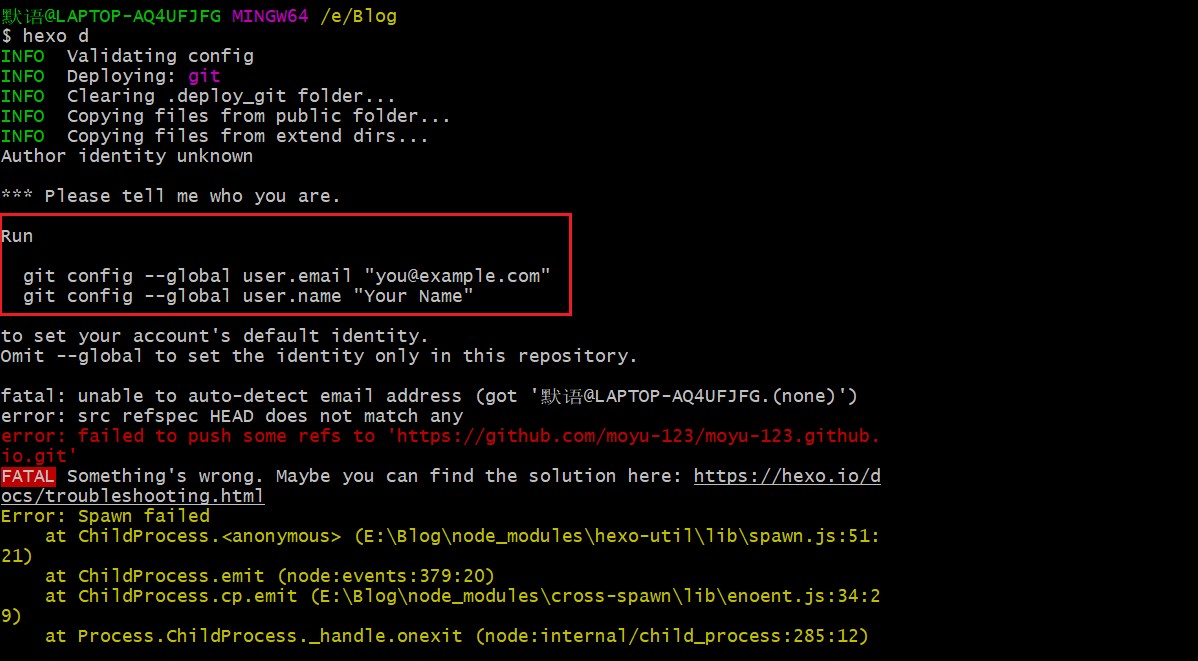 默语@LAPTOP-AQ4UFJFG MINGW64 /e/Blog
$ hexo d
INFO  Validating config
INFO  Deploying: git
INFO  Clearing .deploy_git folder...
INFO  Copying files from public folder...
INFO  Copying files from extend dirs...
Author identity unknown
*** Please tell me who you are.
Run
  git config --global user.email "you@example.com"
  git config --global user.name "Your Name"
to set your account's default identity.
Omit --global to set the identity only in this repository.
fatal: unable to auto-detect email address (got '默语@LAPTOP-AQ4UFJFG.(none)')
error: src refspec HEAD does not match any
error: failed to push some refs to 'https://github.com/moyu-123/moyu-123.github.
io.git'
FATAL Something's wrong. Maybe you can find the solution here: https://hexo.io/d
ocs/troubleshooting.html
Error: Spawn failed
    at ChildProcess.<anonymous> (E:\Blog\node_modules\hexo-util\lib\spawn.js:51:
21)
    at ChildProcess.emit (node:events:379:20)
    at ChildProcess.cp.emit (E:\Blog\node_modules\cross-spawn\lib\enoent.js:34:2
9)
    at Process.ChildProcess._handle.onexit (node:internal/child_process:285:12)